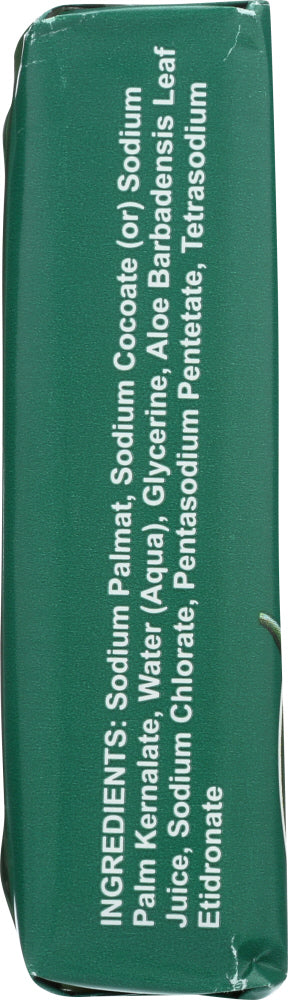 INGREDIENTS: Sodium Palmat, Sodium Cocoate (or) Sodium
Palm Kernalate, Water (Aqua), Glycerine, Aloe Barbadensis Leaf
Juice, Sodium Chlorate, Pentasodium Pentetate, Tetrasodium
Etidronate